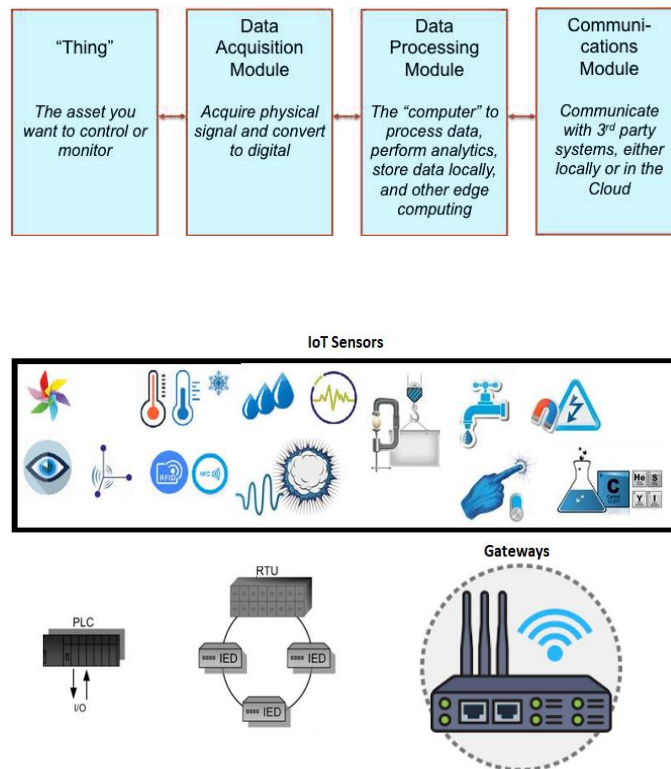 “Thing”
The asset you
want to control or
monitor
Data
Acquisition
Module
Acquire physical
signal and convert
to digital
Data
Processing
Module
The “computer” to
process data,
perform analytics,
store data locally,
and other edge
computing
Communi-
cations
Module
Communicate
with 3rd party
systems, either
locally or in the
Cloud
IoT Sensors
RFID
NFC
C
Carbon
He S
Y I
Gateways
PLC
I/O
RTU
IED
IED
IED